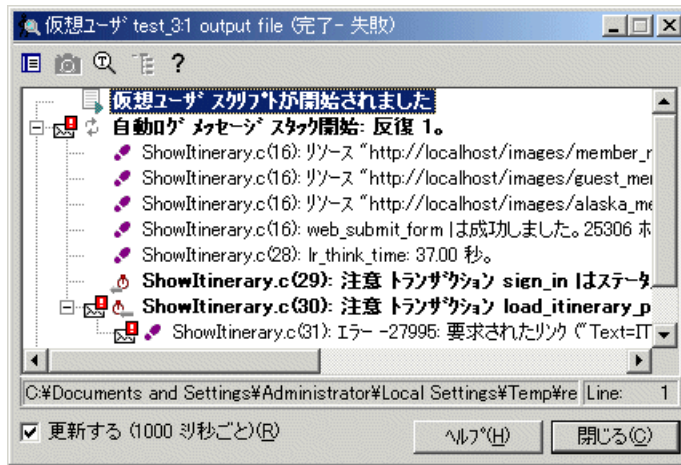 仮想ユーザ test_3:1 output file (完了- 失敗)
?
仮想ユーザ スクリプトが開始されました
自動ログ メッセージ スタック開始: 反復 1。
ShowItinerary.c(16): リソース "http://localhost/images/member_r
ShowItinerary.c(16): リソース "http://localhost/images/guest_mer
ShowItinerary.c(16): リソース "http://localhost/images/alaska_me
ShowItinerary.c(16): web_submit_form は成功しました。25306 ホ
ShowItinerary.c(28): lr_think_time: 37.00 秒。
ShowItinerary.c(29): 注意 トランザクション sign_in はステータ
ShowItinerary.c(30): 注意 トランザクション load_itinerary_p
ShowItinerary.c(31): エラー -27995: 要求されたリンク ("Text=IT
C:¥Documents and Settings¥Administrator¥Local Settings¥Temp¥re Line: 1
更新する (1000 ミリ秒ごと)(R) ヘルプ(H) 閉じる(C)